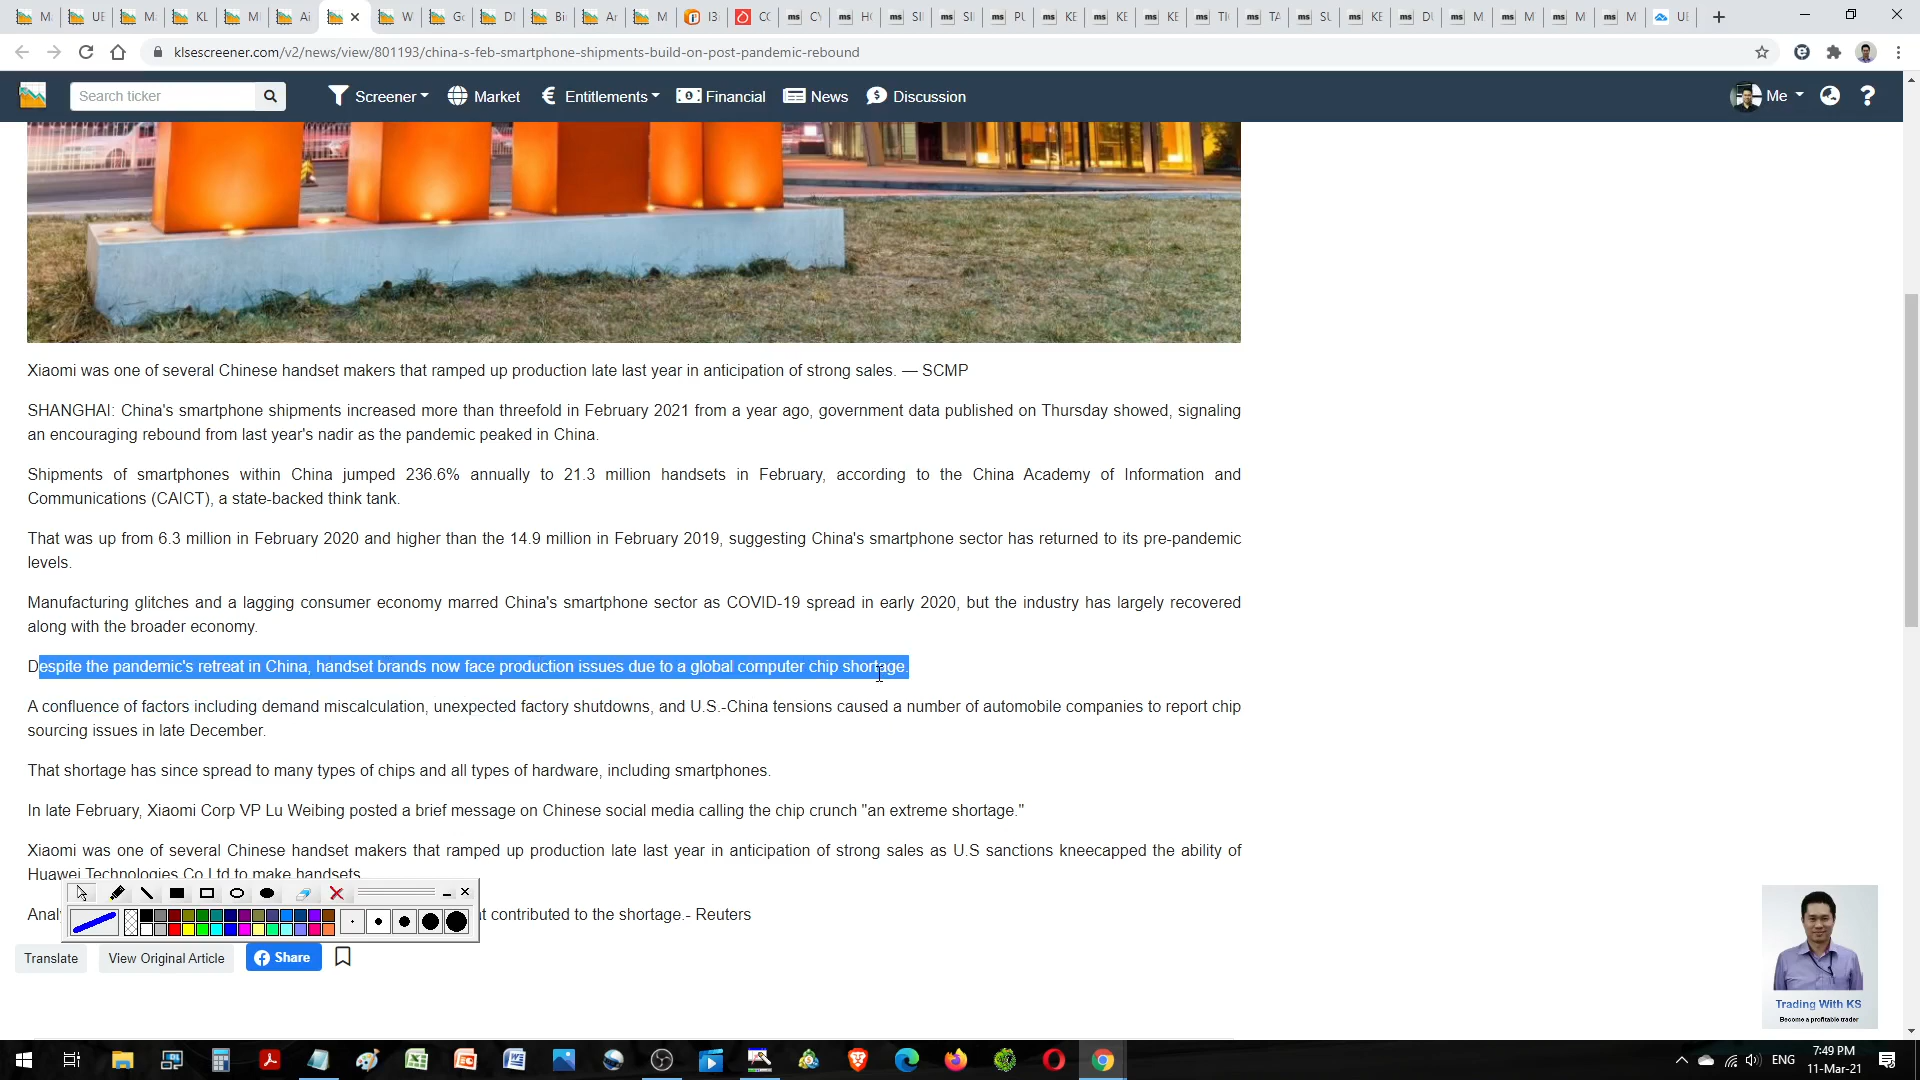 klsescreener.com/v2/news/view/801193/china-s-feb-smartphone-shipments-build-on-post-pandemic-rebound
Search ticker
Screener
Market
Entitlements
Financial
News
Discussion
Me
Xiaomi was one of several Chinese handset makers that ramped up production late last year in anticipation of strong sales. — SCMP
SHANGHAI: China's smartphone shipments increased more than threefold in February 2021 from a year ago, government data published on Thursday showed, signaling
an encouraging rebound from last year's nadir as the pandemic peaked in China.
Shipments of smartphones within China jumped 236.6% annually to 21.3 million handsets in February, according to the China Academy of Information and
Communications (CAICT), a state-backed think tank.
That was up from 6.3 million in February 2020 and higher than the 14.9 million in February 2019, suggesting China's smartphone sector has returned to its pre-pandemic
levels.
Manufacturing glitches and a lagging consumer economy marred China's smartphone sector as COVID-19 spread in early 2020, but the industry has largely recovered
along with the broader economy.
Despite the pandemic's retreat in China, handset brands now face production issues due to a global computer chip shortage.
A confluence of factors including demand miscalculation, unexpected factory shutdowns, and U.S.-China tensions caused a number of automobile companies to report chip
sourcing issues in late December.
That shortage has since spread to many types of chips and all types of hardware, including smartphones.
In late February, Xiaomi Corp VP Lu Weibing posted a brief message on Chinese social media calling the chip crunch "an extreme shortage."
Xiaomi was one of several Chinese handset makers that ramped up production late last year in anticipation of strong sales as U.S sanctions kneecapped the ability of
Huawei Technologies Co Ltd to make handsets.
contributed to the shortage.- Reuters
Translate
View Original Article
Share
Trading With KS
Become a profitable trader
ENG
7:49 PM
11-Mar-21